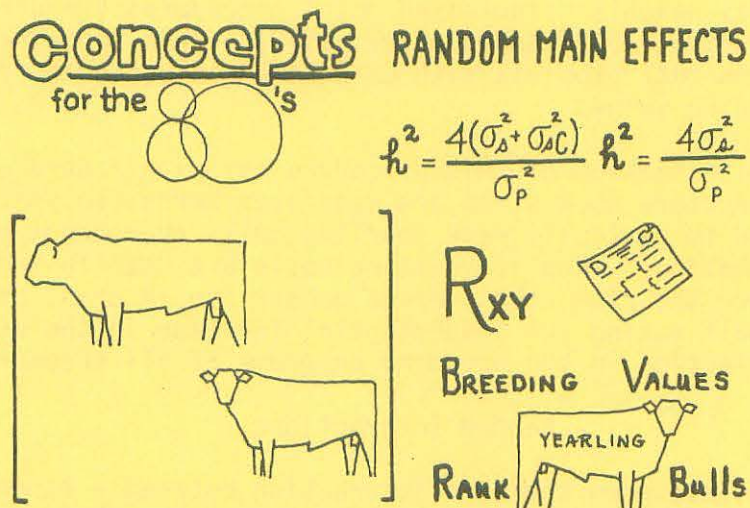 Concepts
for the 's
RANDOM MAIN EFFECTS
h² = 4(σ²s + σ²sC) / σ²p h² = 4σ²s / σ²p
RXY
BREEDING VALUES
YEARLING
RANK Bulls